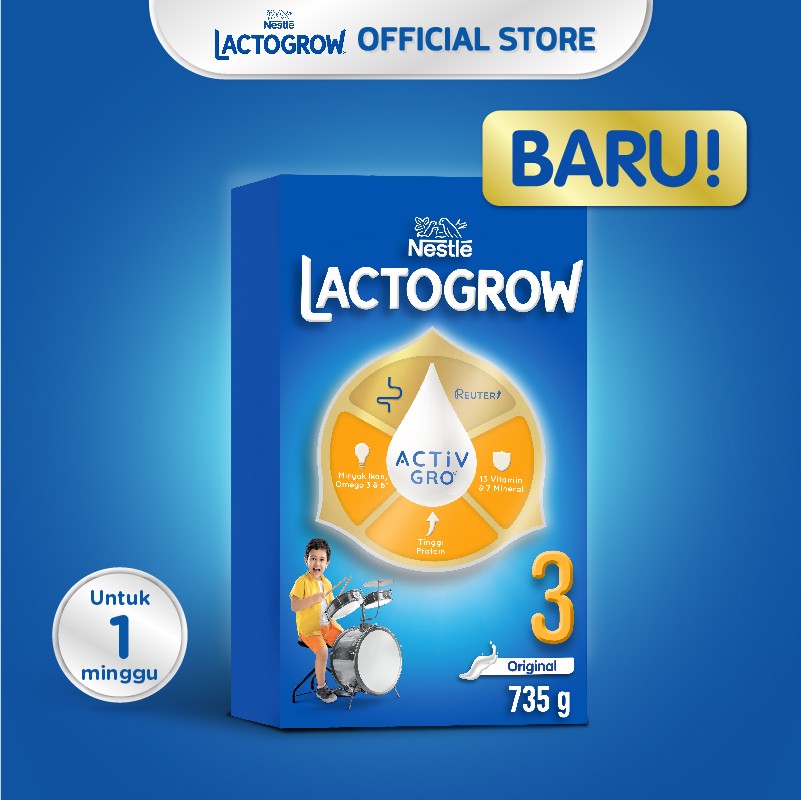 Nestlé
LACTOGROW OFFICIAL STORE
BARU!
Nestlé
LACTOGROW
REUTERI
ACTiV
GRO
Minyak Ikan,
Omega 3 & 6
13 Vitamin
& 7 Mineral
Tinggi
Protein
3
Original
735 g
Untuk
1
minggu